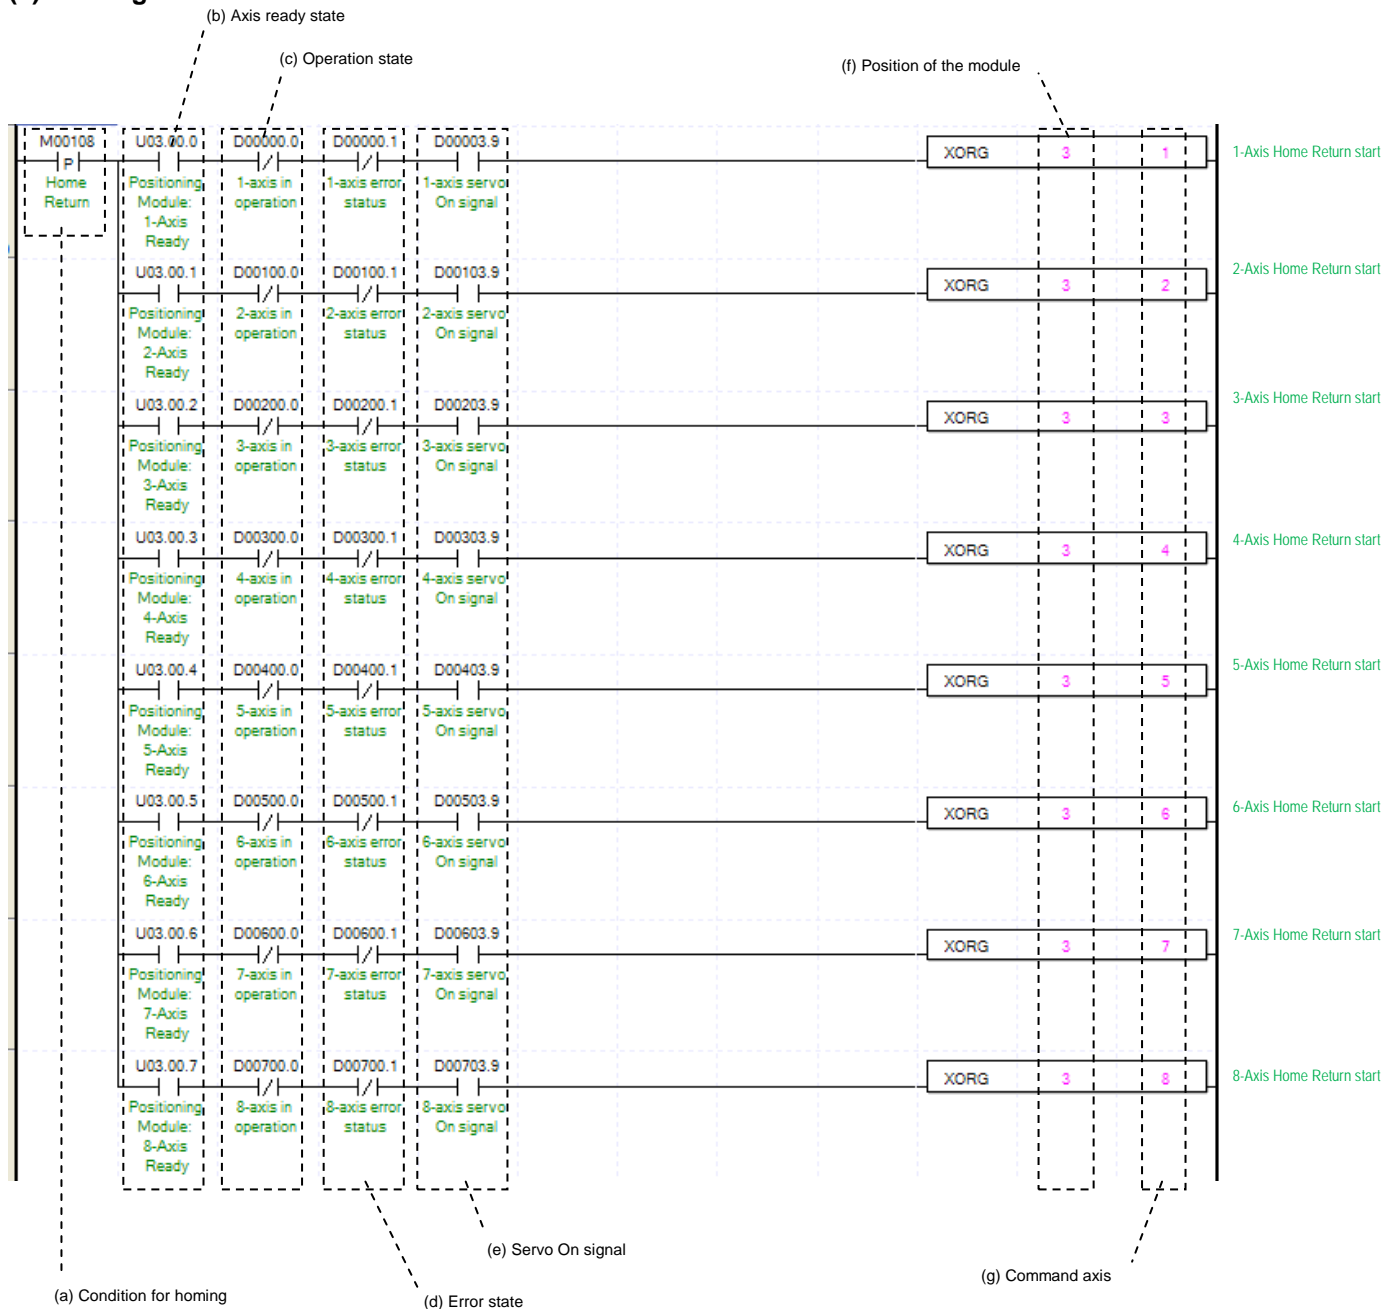 (b) Axis ready state
(c) Operation state
(f) Position of the module
M00108
P
Home
Return
U03.00.0
D00000.0
D00000.1
D00003.9
XORG 3 1
1-Axis Home Return start
Positioning
Module:
1-Axis
Ready
1-axis in
operation
1-axis error
status
1-axis servo
On signal
U03.00.1
D00100.0
D00100.1
D00103.9
XORG 3 2
2-Axis Home Return start
Positioning
Module:
2-Axis
Ready
2-axis in
operation
2-axis error
status
2-axis servo
On signal
U03.00.2
D00200.0
D00200.1
D00203.9
XORG 3 3
3-Axis Home Return start
Positioning
Module:
3-Axis
Ready
3-axis in
operation
3-axis error
status
3-axis servo
On signal
U03.00.3
D00300.0
D00300.1
D00303.9
XORG 3 4
4-Axis Home Return start
Positioning
Module:
4-Axis
Ready
4-axis in
operation
4-axis error
status
4-axis servo
On signal
U03.00.4
D00400.0
D00400.1
D00403.9
XORG 3 5
5-Axis Home Return start
Positioning
Module:
5-Axis
Ready
5-axis in
operation
5-axis error
status
5-axis servo
On signal
U03.00.5
D00500.0
D00500.1
D00503.9
XORG 3 6
6-Axis Home Return start
Positioning
Module:
6-Axis
Ready
6-axis in
operation
6-axis error
status
6-axis servo
On signal
U03.00.6
D00600.0
D00600.1
D00603.9
XORG 3 7
7-Axis Home Return start
Positioning
Module:
7-Axis
Ready
7-axis in
operation
7-axis error
status
7-axis servo
On signal
U03.00.7
D00700.0
D00700.1
D00703.9
XORG 3 8
8-Axis Home Return start
Positioning
Module:
8-Axis
Ready
8-axis in
operation
8-axis error
status
8-axis servo
On signal
(e) Servo On signal
(g) Command axis
(a) Condition for homing
(d) Error state